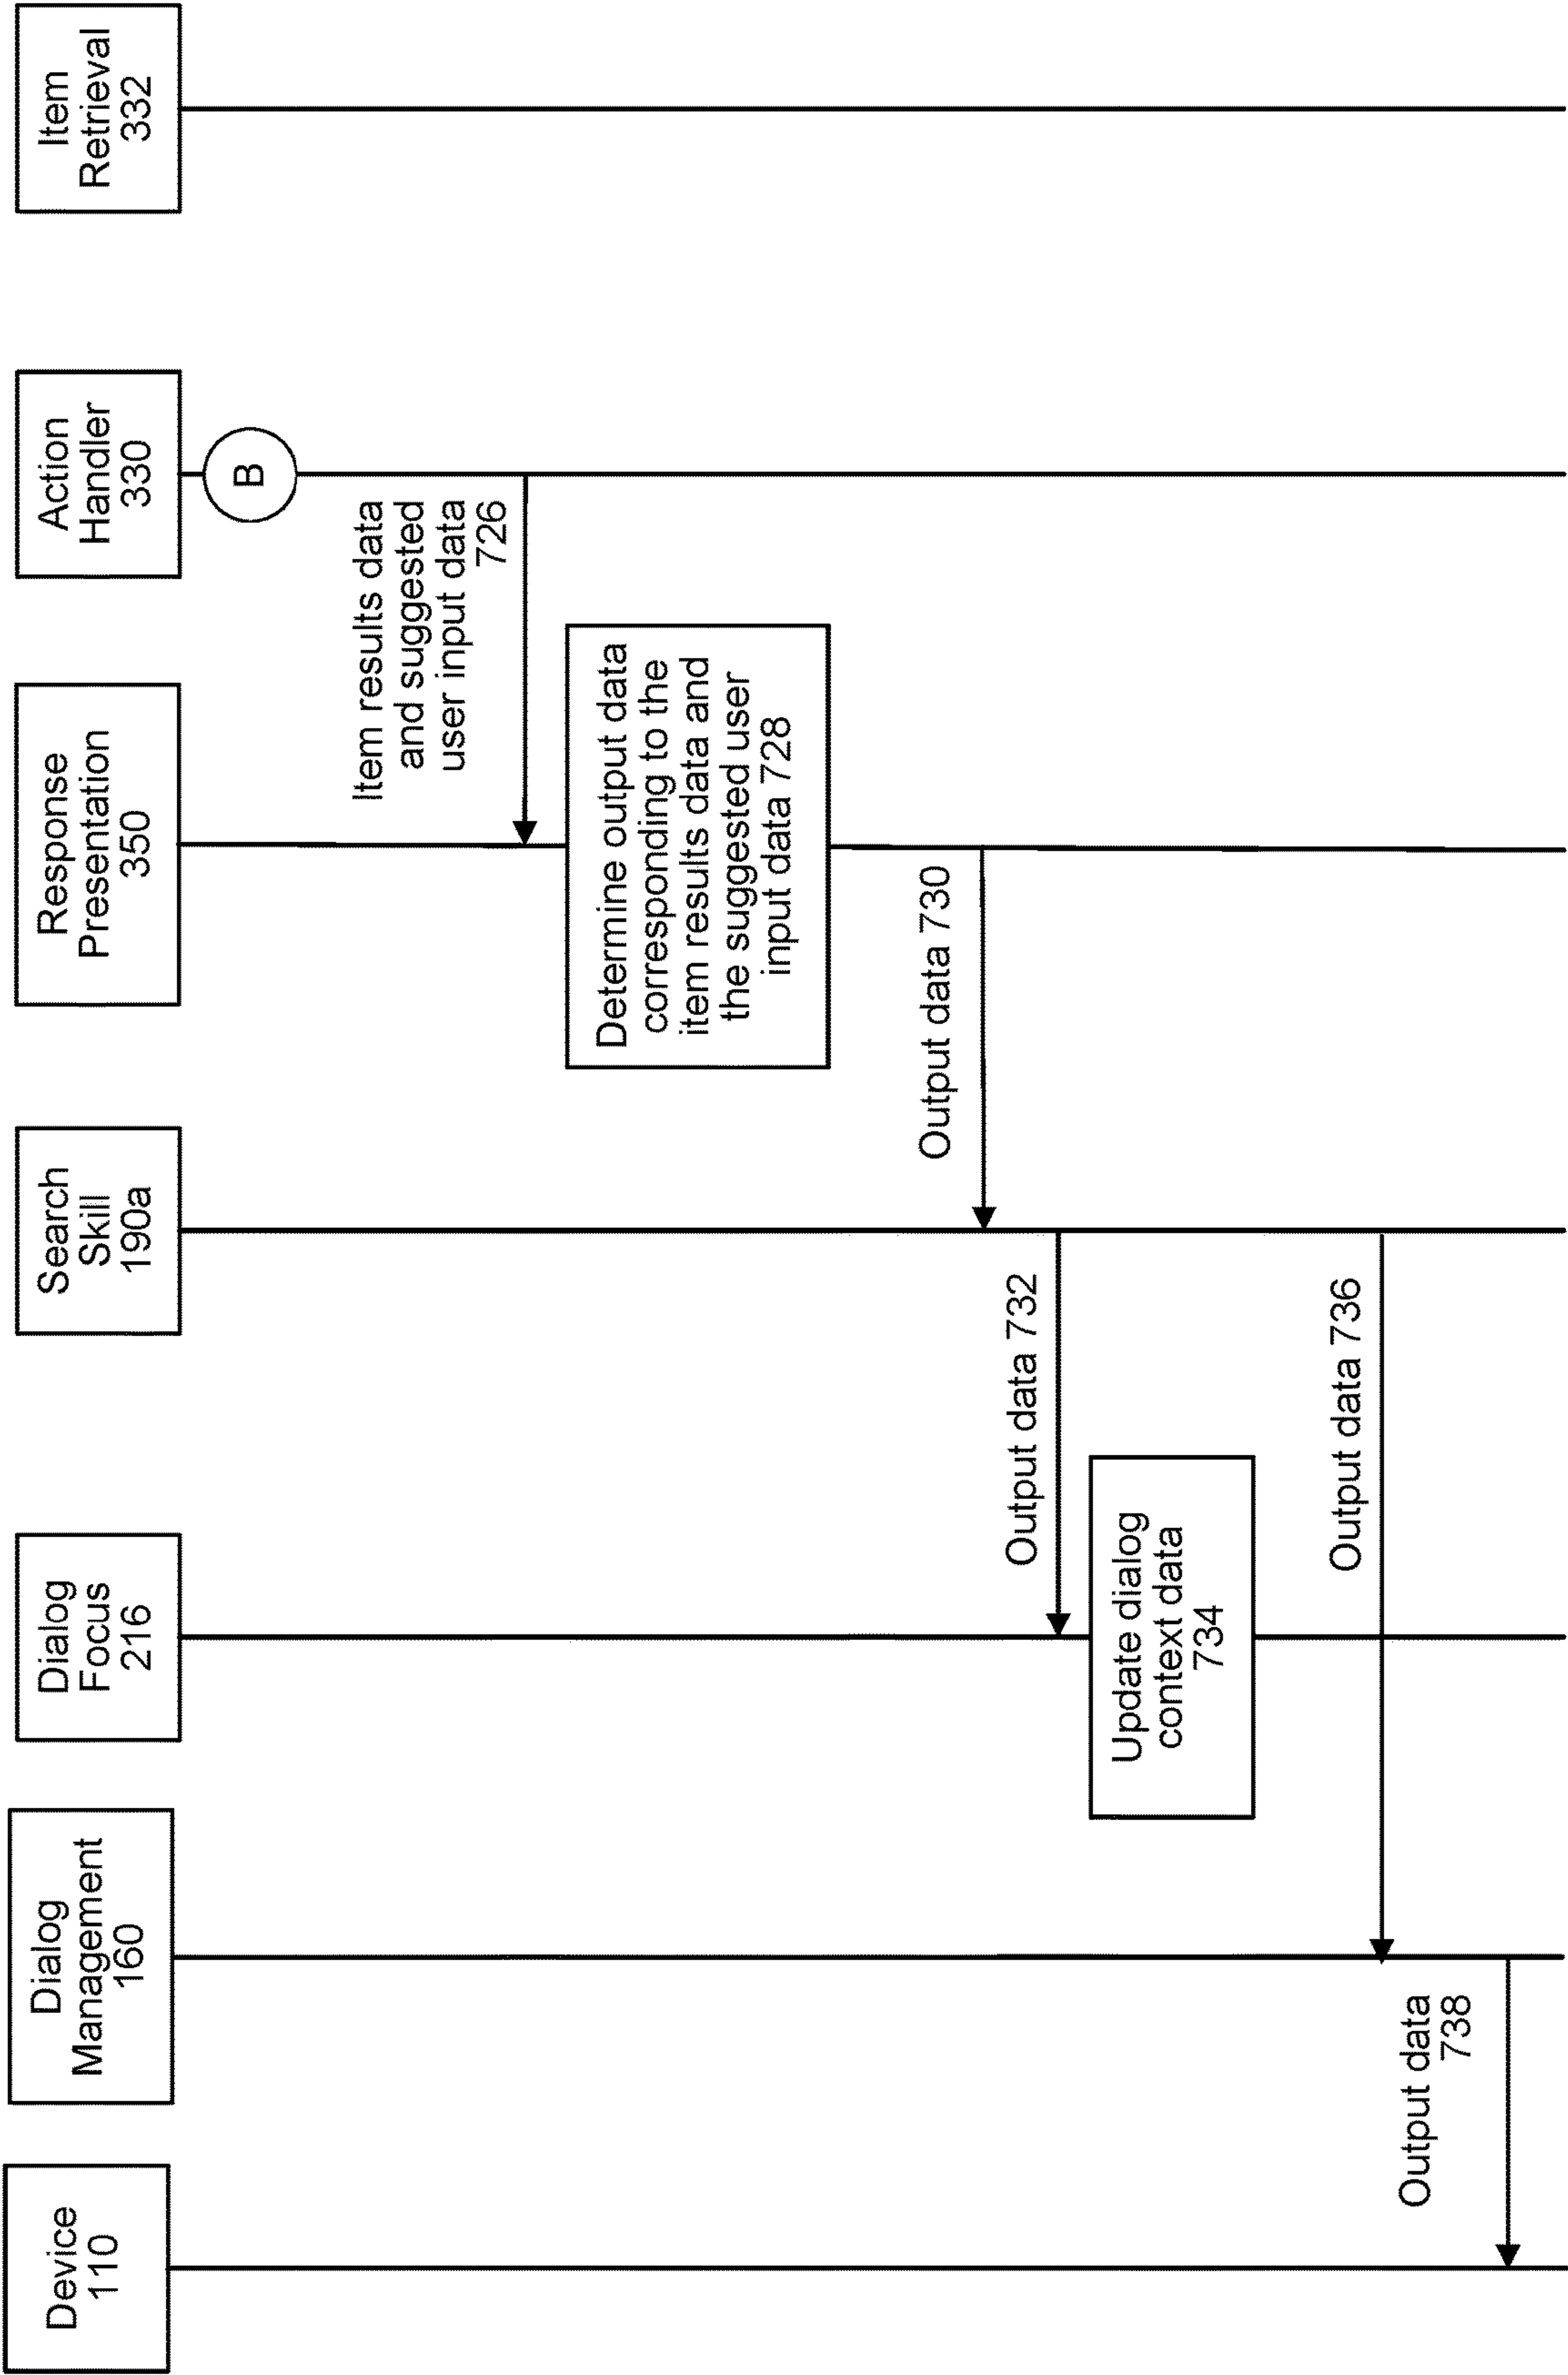 Device
110
Dialog
Management
160
Dialog
Focus
216
Search
Skill
190a
Response
Presentation
350
Action
Handler
330
Item
Retrieval
332
B
Item results data
and suggested
user input data
726
Determine output data
corresponding to the
item results data and
the suggested user
input data 728
Output data 730
Output data 732
Update dialog
context data
734
Output data 736
Output data
738